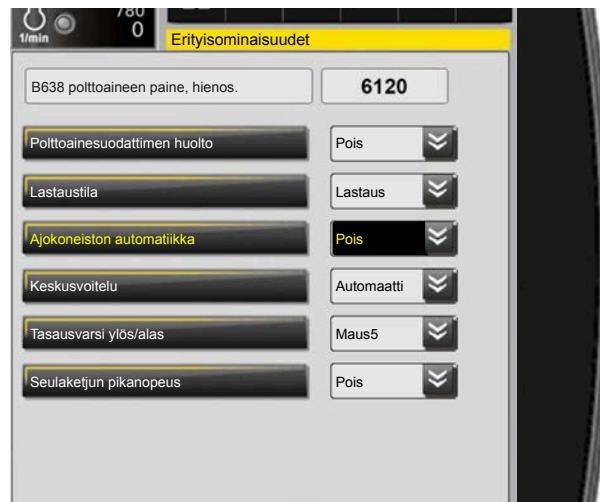 780
1/min
0
Erityisominaisuudet
B638 polttoaineen paine, hienos.
6120
Polttoainesuodattimen huolto
Pois
Lastaustila
Lastaus
Ajokoneiston automatiikka
Pois
Keskusvoitelu
Automaatti
Tasausvarsi ylös/alas
Maus5
Seulaketjun pikanopeus
Pois